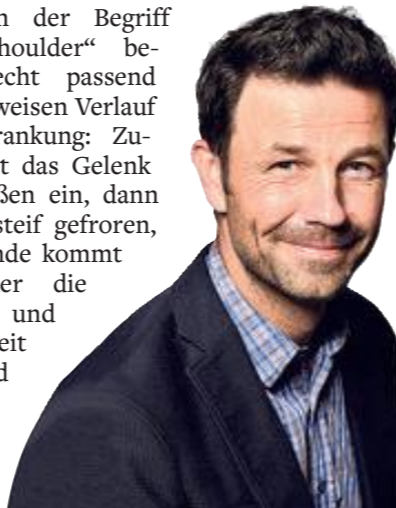 n der Begriff
houlder“ be-
echt passend
weisen Verlauf
rankung: Zu-
t das Gelenk
ßen ein, dann
steif gefroren,
nde kommt
er die
und
eit
d